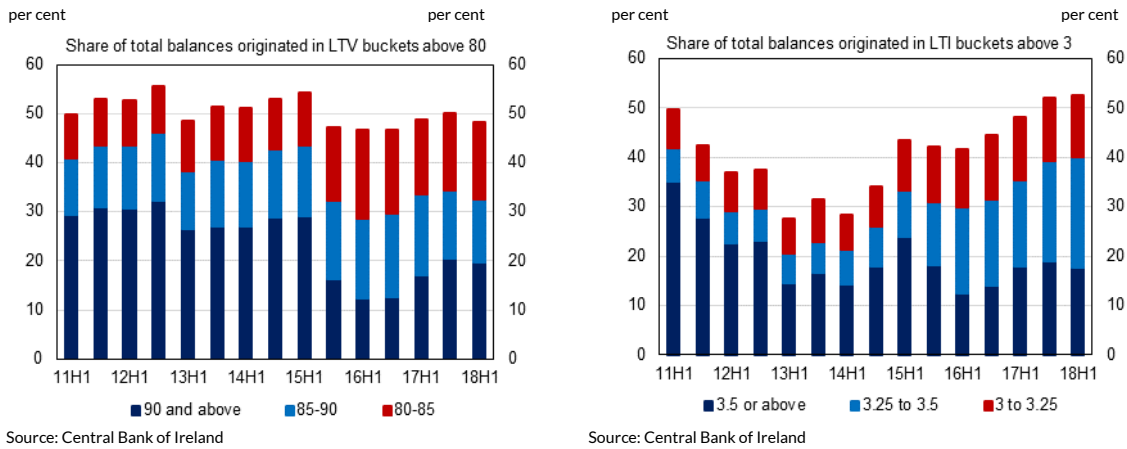 per cent per cent
Share of total balances originated in LTV buckets above 80
60 60
50 50
40 40
30 30
20 20
10 10
0 0
11H1 12H1 13H1 14H1 15H1 16H1 17H1 18H1
90 and above 85-90 80-85
Source: Central Bank of Ireland
per cent per cent
Share of total balances originated in LTI buckets above 3
60 60
50 50
40 40
30 30
20 20
10 10
0 0
11H1 12H1 13H1 14H1 15H1 16H1 17H1 18H1
3.5 or above 3.25 to 3.5 3 to 3.25
Source: Central Bank of Ireland